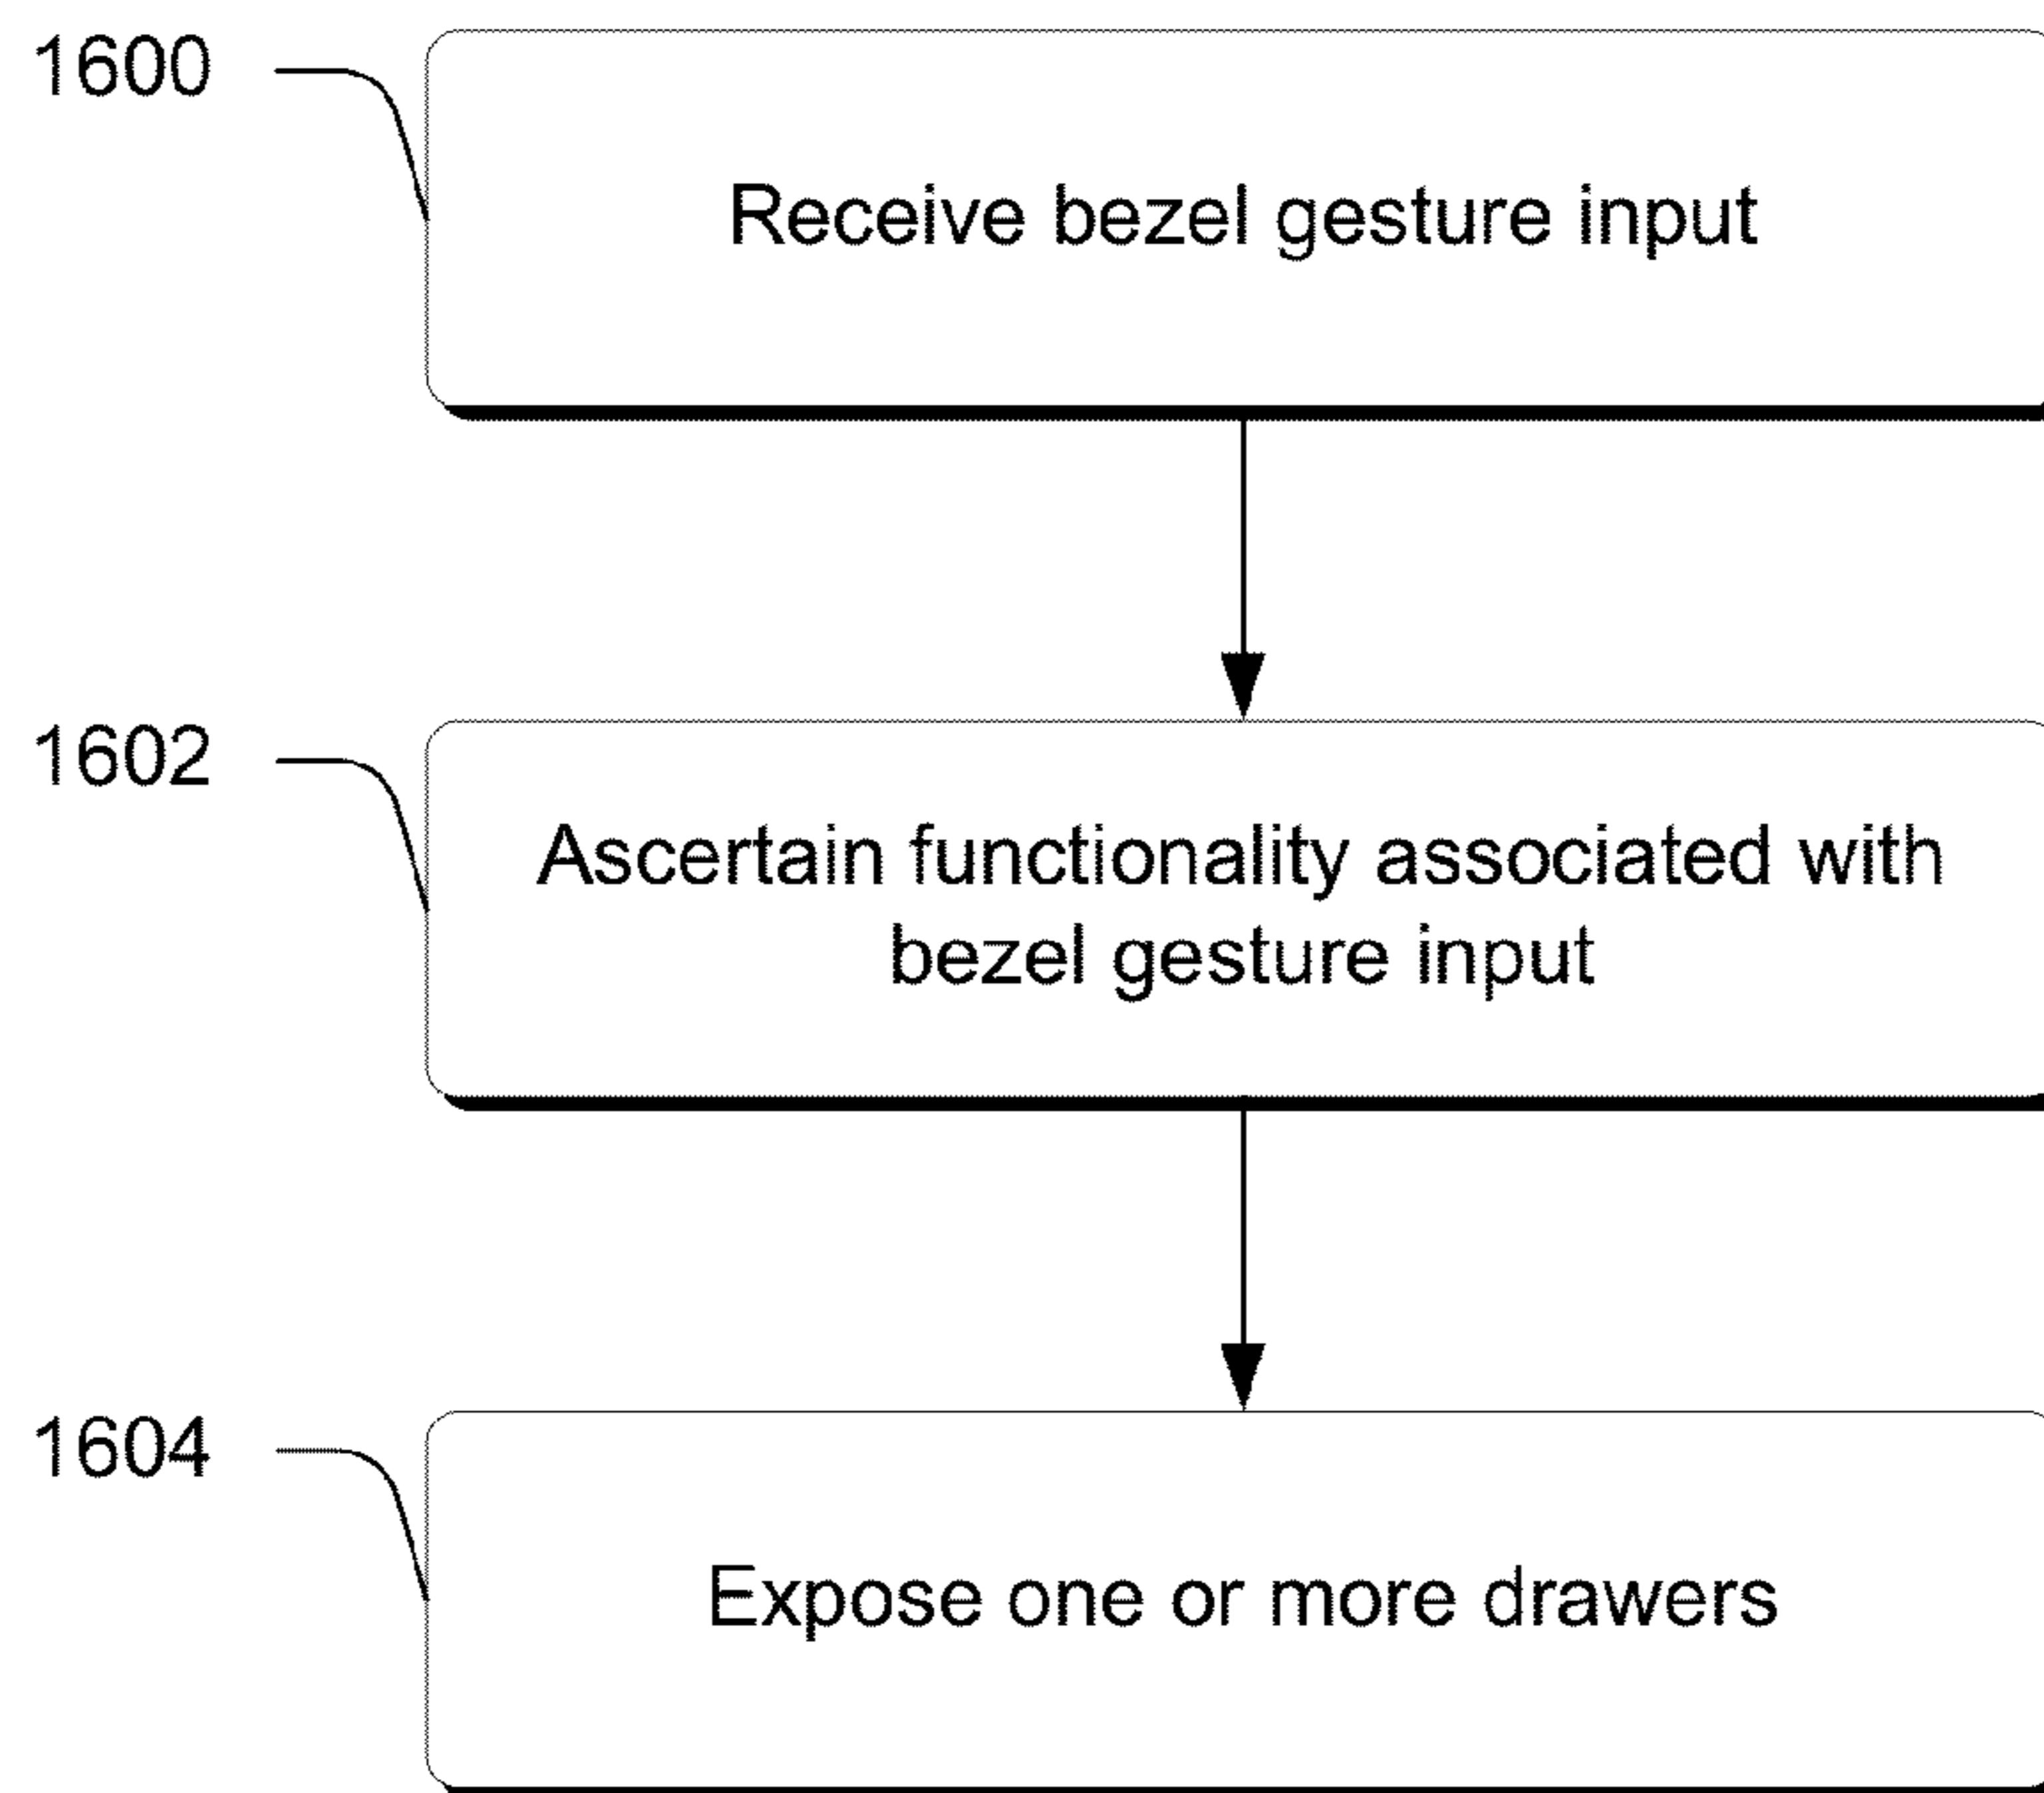 1600
Receive bezel gesture input
1602
Ascertain functionality associated with
bezel gesture input
1604
Expose one or more drawers